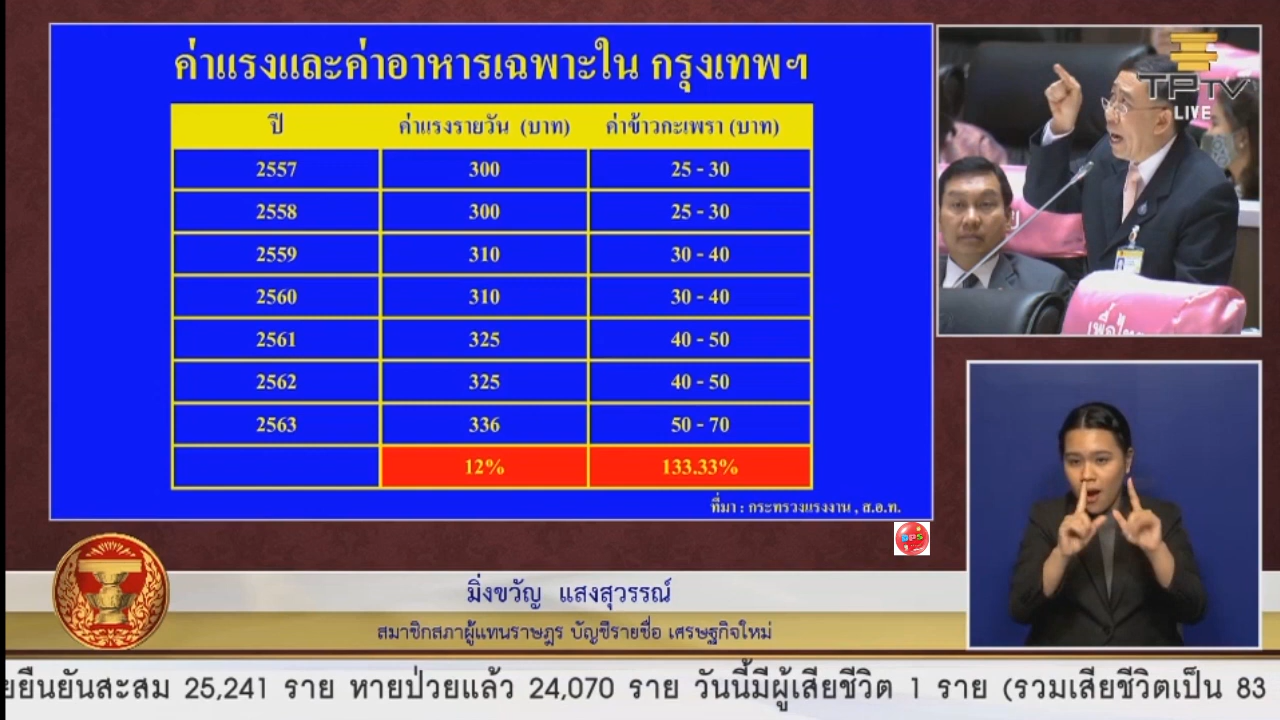 ค่าแรงและค่าอาหารเฉพาะใน กรุงเทพฯ
ปี ค่าแรงรายวัน (บาท) ค่าข้าวกะเพรา (บาท)
2557 300 25 - 30
2558 300 25 - 30
2559 310 30 - 40
2560 310 30 - 40
2561 325 40 - 50
2562 325 40 - 50
2563 336 50 - 70
12% 133.33%
ที่มา : กระทรวงแรงงาน , ส.อ.ท.
TPTV
LIVE
เพื่อไทย
DPS
มิ่งขวัญ แสงสุวรรณ์
สมาชิกสภาผู้แทนราษฎร บัญชีรายชื่อ เศรษฐกิจใหม่
ยยืนยันสะสม 25,241 ราย หายป่วยแล้ว 24,070 ราย วันนี้มีผู้เสียชีวิต 1 ราย (รวมเสียชีวิตเป็น 83